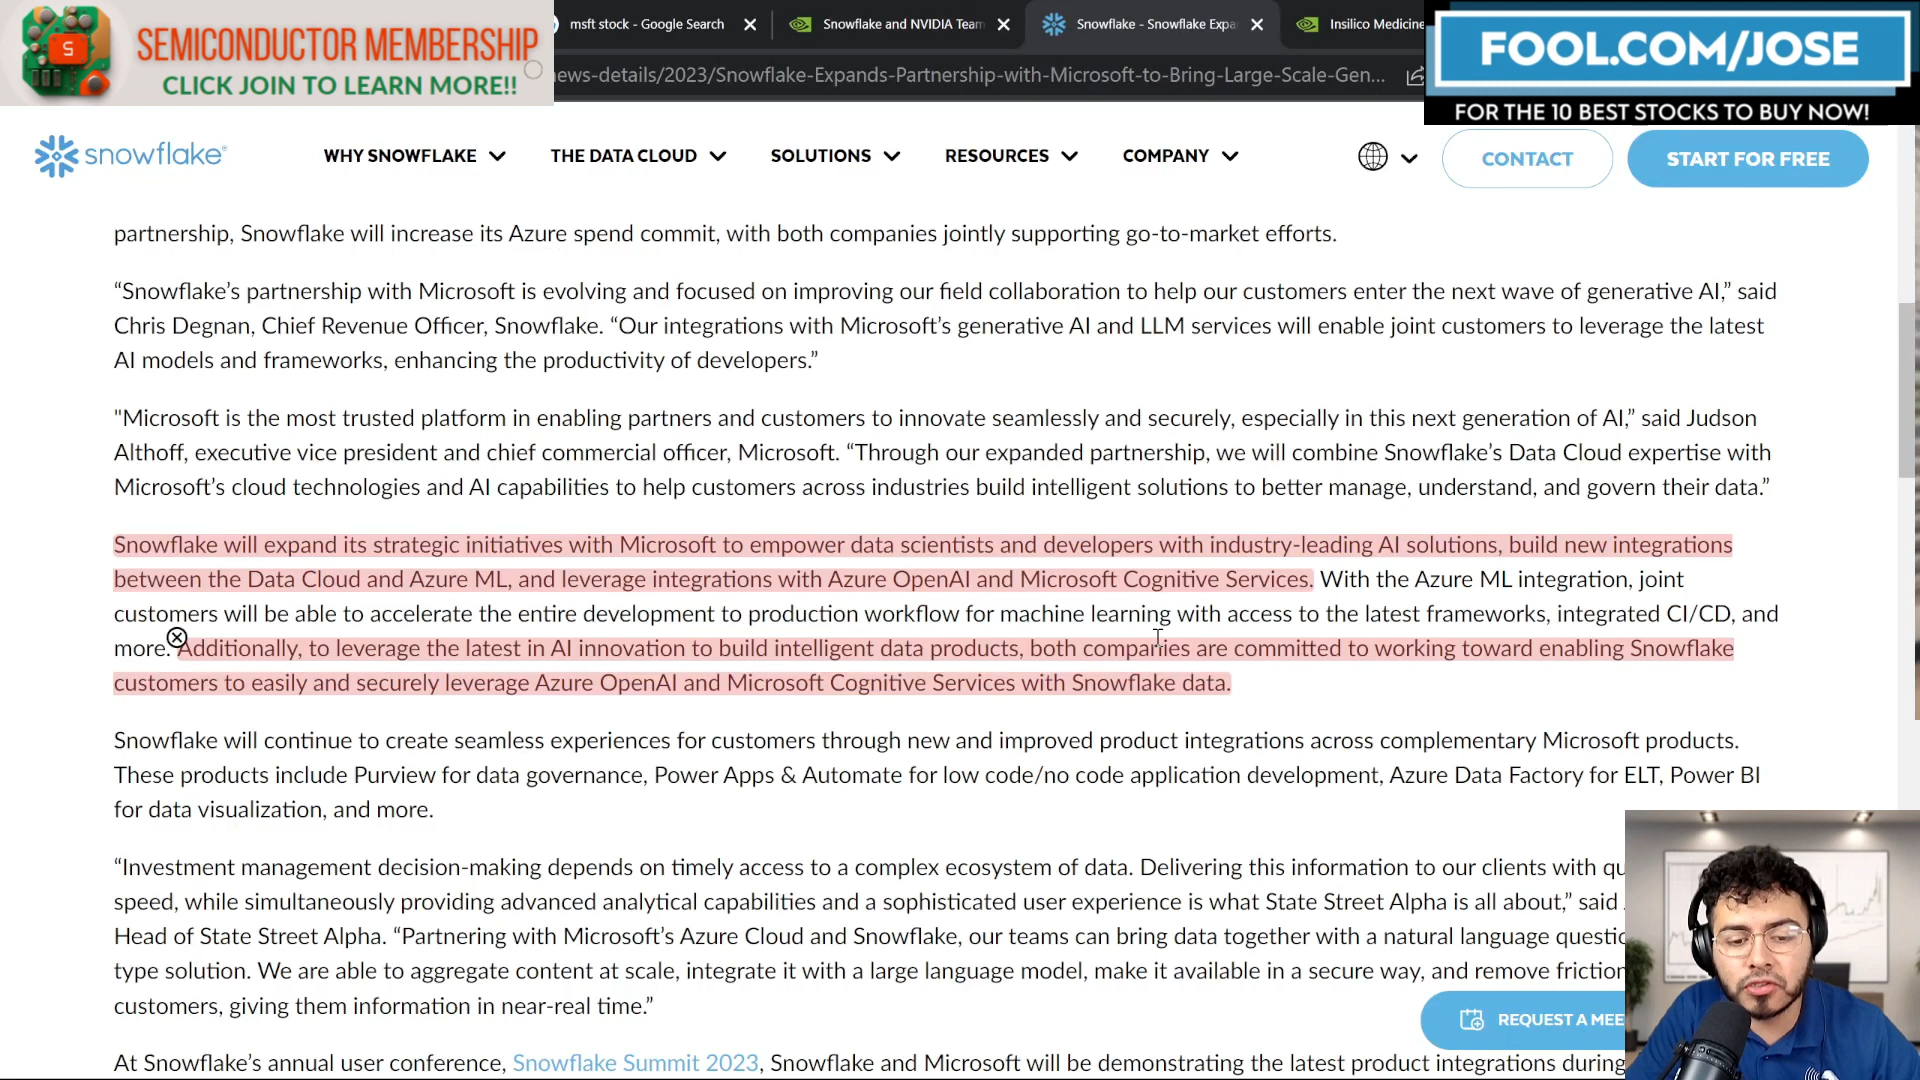 SEMICONDUCTOR MEMBERSHIP
CLICK JOIN TO LEARN MORE!!
S
msft stock - Google Search
Snowflake and NVIDIA Team
Snowflake - Snowflake Expa
Insilico Medicine
FOOL.COM/JOSE
FOR THE 10 BEST STOCKS TO BUY NOW!
ews-details/2023/Snowflake-Expands-Partnership-with-Microsoft-to-Bring-Large-Scale-Gen...
snowflake
WHY SNOWFLAKE
THE DATA CLOUD
SOLUTIONS
RESOURCES
COMPANY
CONTACT
START FOR FREE
partnership, Snowflake will increase its Azure spend commit, with both companies jointly supporting go-to-market efforts.
“Snowflake’s partnership with Microsoft is evolving and focused on improving our field collaboration to help our customers enter the next wave of generative AI,” said
Chris Degnan, Chief Revenue Officer, Snowflake. “Our integrations with Microsoft’s generative AI and LLM services will enable joint customers to leverage the latest
AI models and frameworks, enhancing the productivity of developers.”
"Microsoft is the most trusted platform in enabling partners and customers to innovate seamlessly and securely, especially in this next generation of AI,” said Judson
Althoff, executive vice president and chief commercial officer, Microsoft. “Through our expanded partnership, we will combine Snowflake’s Data Cloud expertise with
Microsoft’s cloud technologies and AI capabilities to help customers across industries build intelligent solutions to better manage, understand, and govern their data.”
Snowflake will expand its strategic initiatives with Microsoft to empower data scientists and developers with industry-leading AI solutions, build new integrations
between the Data Cloud and Azure ML, and leverage integrations with Azure OpenAI and Microsoft Cognitive Services. With the Azure ML integration, joint
customers will be able to accelerate the entire development to production workflow for machine learning with access to the latest frameworks, integrated CI/CD, and
more. Additionally, to leverage the latest in AI innovation to build intelligent data products, both companies are committed to working toward enabling Snowflake
customers to easily and securely leverage Azure OpenAI and Microsoft Cognitive Services with Snowflake data.
Snowflake will continue to create seamless experiences for customers through new and improved product integrations across complementary Microsoft products.
These products include Purview for data governance, Power Apps & Automate for low code/no code application development, Azure Data Factory for ELT, Power BI
for data visualization, and more.
“Investment management decision-making depends on timely access to a complex ecosystem of data. Delivering this information to our clients with qu
speed, while simultaneously providing advanced analytical capabilities and a sophisticated user experience is what State Street Alpha is all about,” said
Head of State Street Alpha. “Partnering with Microsoft’s Azure Cloud and Snowflake, our teams can bring data together with a natural language questio
type solution. We are able to aggregate content at scale, integrate it with a large language model, make it available in a secure way, and remove friction
customers, giving them information in near-real time.”
REQUEST A MEE
At Snowflake’s annual user conference, Snowflake Summit 2023, Snowflake and Microsoft will be demonstrating the latest product integrations during